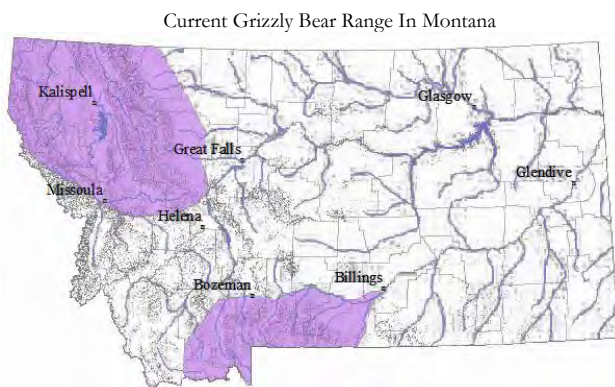 Current Grizzly Bear Range In Montana
Kalispell
Glasgow
Great Falls
Glendive
Missoula
Helena
Bozeman
Billings